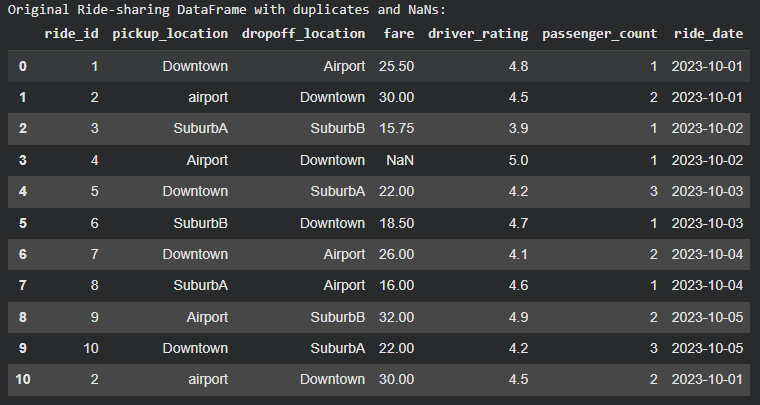 Original Ride-sharing DataFrame with duplicates and NaNs:
ride_id pickup_location dropoff_location fare driver_rating passenger_count ride_date
0 1 Downtown Airport 25.50 4.8 1 2023-10-01
1 2 airport Downtown 30.00 4.5 2 2023-10-01
2 3 SuburbA SuburbB 15.75 3.9 1 2023-10-02
3 4 Airport Downtown NaN 5.0 1 2023-10-02
4 5 Downtown SuburbA 22.00 4.2 3 2023-10-03
5 6 SuburbB Downtown 18.50 4.7 1 2023-10-03
6 7 Downtown Airport 26.00 4.1 2 2023-10-04
7 8 SuburbA Airport 16.00 4.6 1 2023-10-04
8 9 Airport SuburbB 32.00 4.9 2 2023-10-05
9 10 Downtown SuburbA 22.00 4.2 3 2023-10-05
10 2 airport Downtown 30.00 4.5 2 2023-10-01